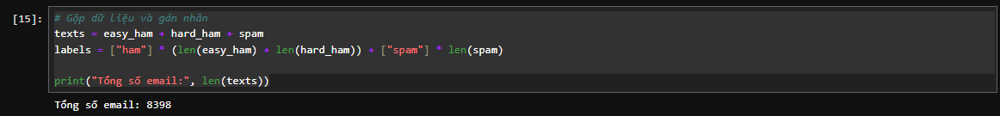 [15]: # Gộp dữ liệu và gán nhãn
texts = easy_ham + hard_ham + spam
labels = ["ham"] * (len(easy_ham) + len(hard_ham)) + ["spam"] * len(spam)
print("Tổng số email:", len(texts))
Tổng số email: 8398